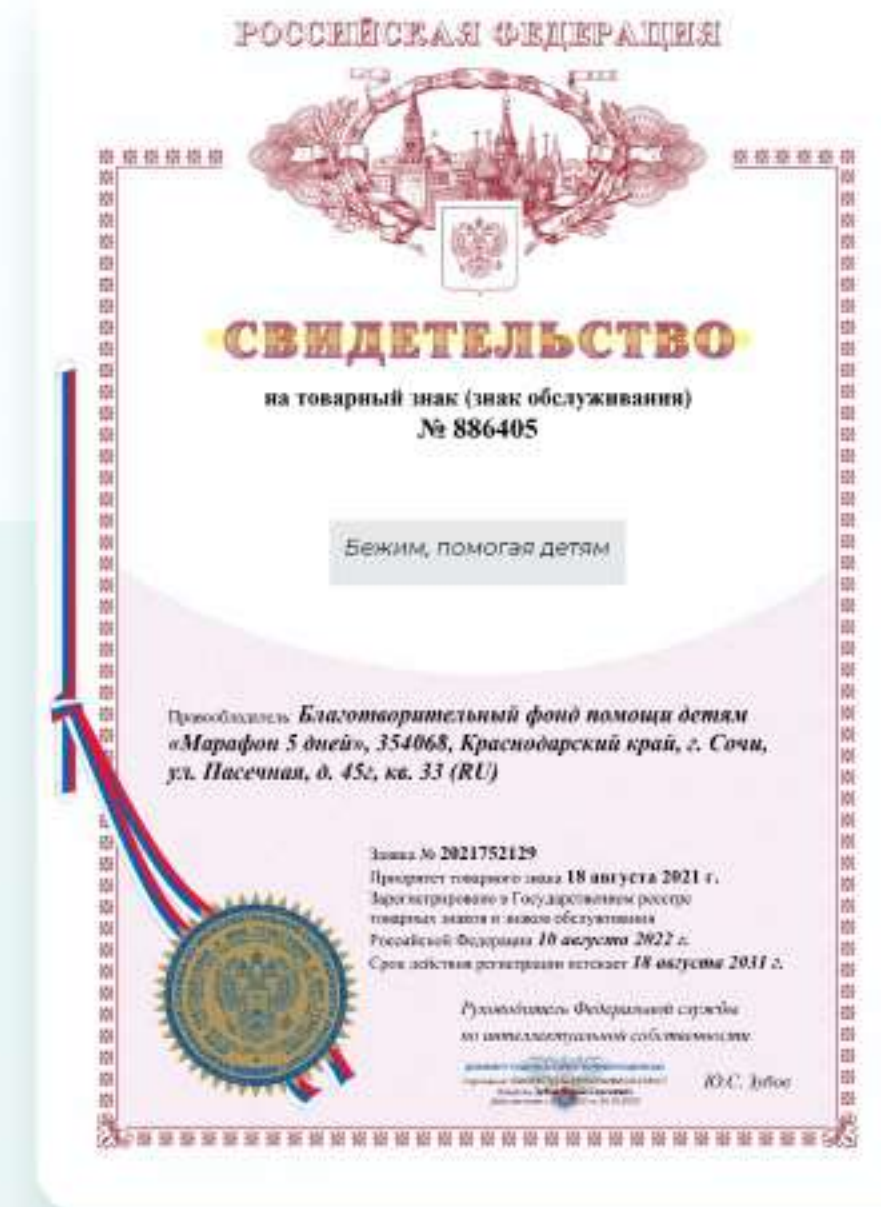 РОССИЙСКАЯ ФЕДЕРАЦИЯ
СВИДЕТЕЛЬСТВО
на товарный знак (знак обслуживания)
№ 886405
Бежим, помогая детям
Правообладатель: Благотворительный фонд помощи детям
«Марафон 5 дней», 354068, Краснодарский край, г. Сочи,
ул. Пасечная, д. 45г, кв. 33 (RU)
Заявка № 2021752129
Приоритет товарного знака 18 августа 2021 г.
Зарегистрировано в Государственном реестре
товарных знаков и знаков обслуживания
Российской Федерации 10 августа 2022 г.
Срок действия регистрации истекает 18 августа 2031 г.
Руководитель Федеральной службы
по интеллектуальной собственности
Ю.С. Зубов